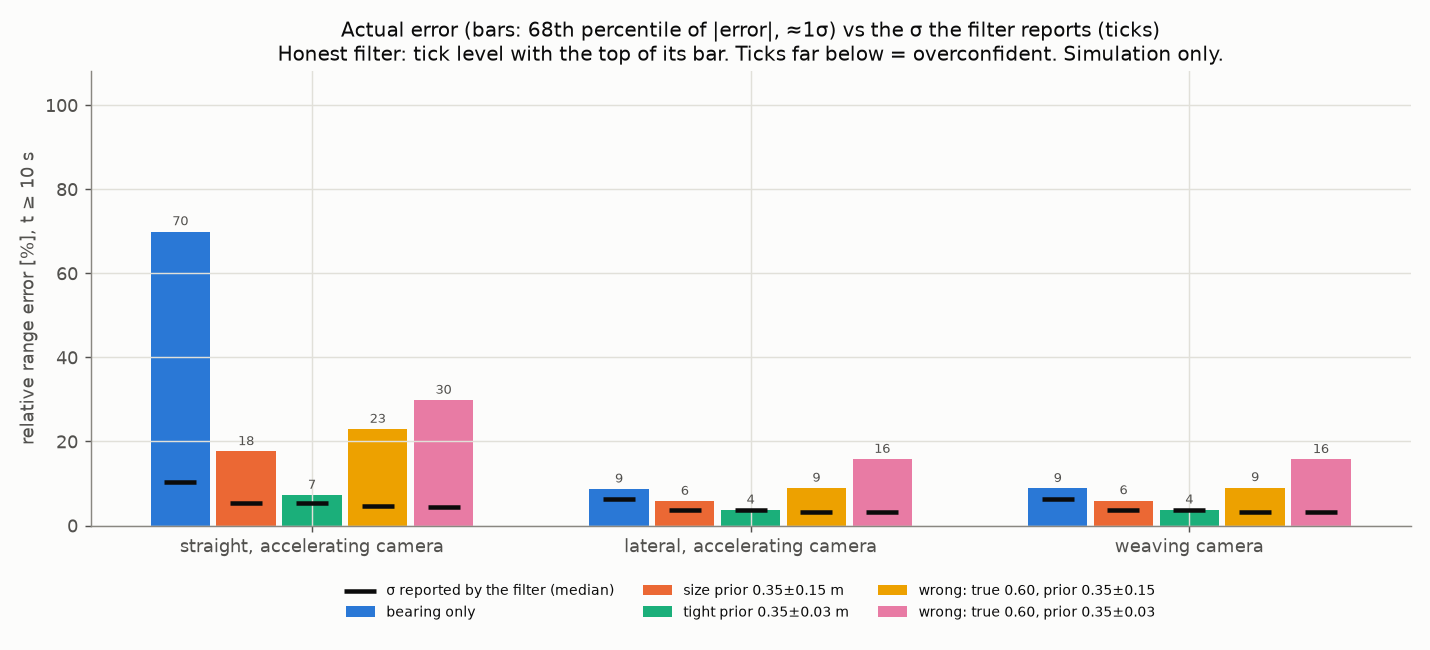 Actual error (bars: 68th percentile of |error|, ≈1σ) vs the σ the filter reports (ticks)
Honest filter: tick level with the top of its bar. Ticks far below = overconfident. Simulation only.
relative range error [%], t ≥ 10 s
100
80
60
40
20
0
70
18
7
23
30
9
6
4
9
16
9
6
4
9
16
straight, accelerating camera
lateral, accelerating camera
weaving camera
σ reported by the filter (median)
bearing only
size prior 0.35±0.15 m
tight prior 0.35±0.03 m
wrong: true 0.60, prior 0.35±0.15
wrong: true 0.60, prior 0.35±0.03